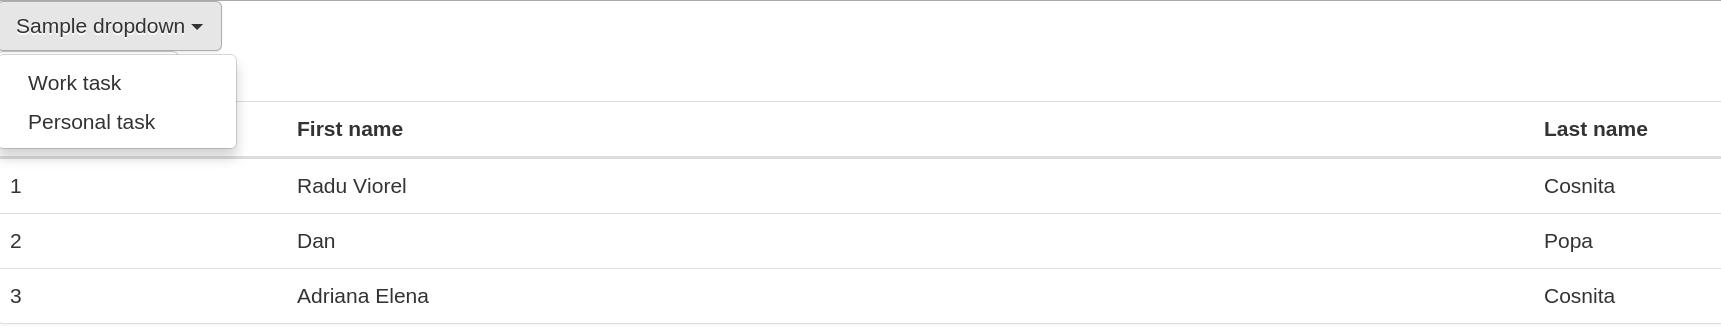 Sample dropdown
Work task
Personal task
First name Last name
1 Radu Viorel Cosnita
2 Dan Popa
3 Adriana Elena Cosnita